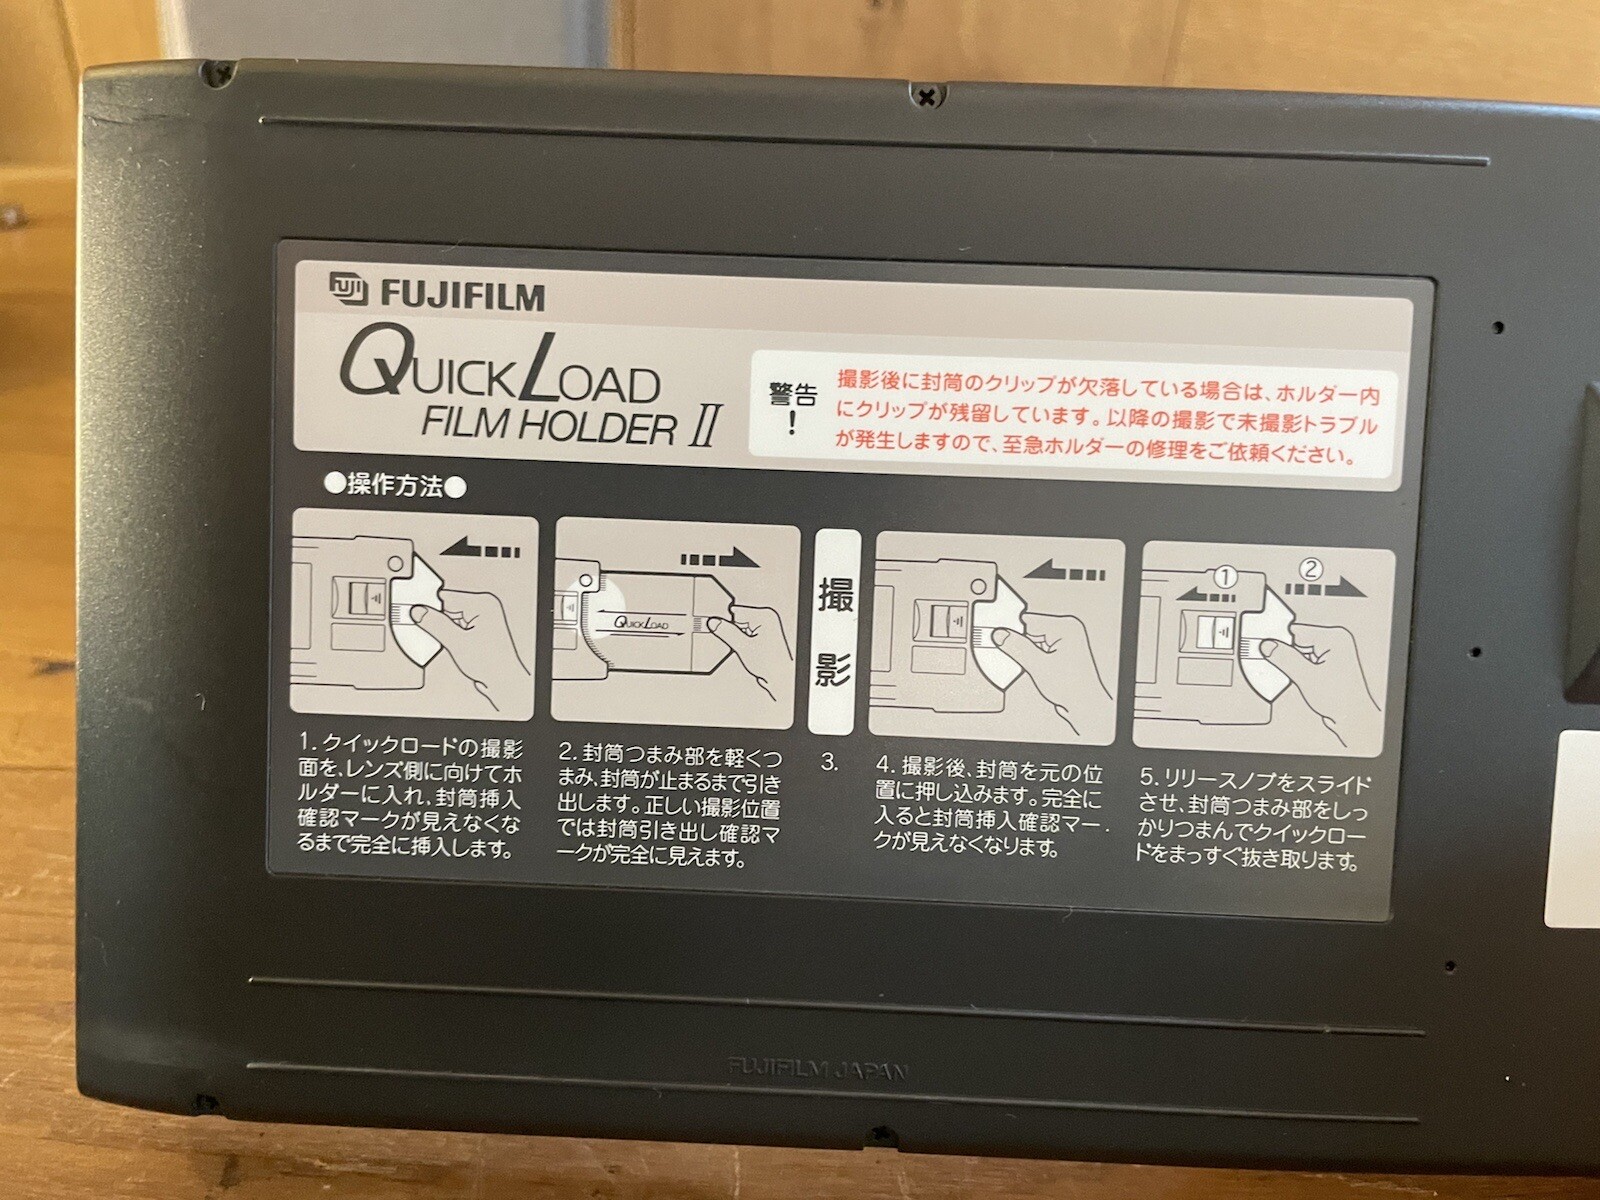 FUJI FUJIFILM
QUICKLOAD
FILM HOLDER II
警告
!
撮影後に封筒のクリップが欠落している場合は、ホルダー内
にクリップが残留しています。以降の撮影で未撮影トラブル
が発生しますので、至急ホルダーの修理をご依頼ください。
●操作方法●
QUICKLOAD
撮
影
1
2
1. クイックロードの撮影
面を、レンズ側に向けてホ
ルダーに入れ、封筒挿入
確認マークが見えなくな
るまで完全に挿入します。
2. 封筒つまみ部を軽くつ
まみ、封筒が止まるまで引き
出します。正しい撮影位置
では封筒引き出し確認マ
ークが完全に見えます。
3.
4. 撮影後、封筒を元の位
置に押し込みます。完全に
入ると封筒挿入確認マー
クが見えなくなります。
5. リリースノブをスライド
させ、封筒つまみ部をしっ
かりつまんでクイックロー
ドをまっすぐ抜き取ります。
FUJIFILM JAPAN